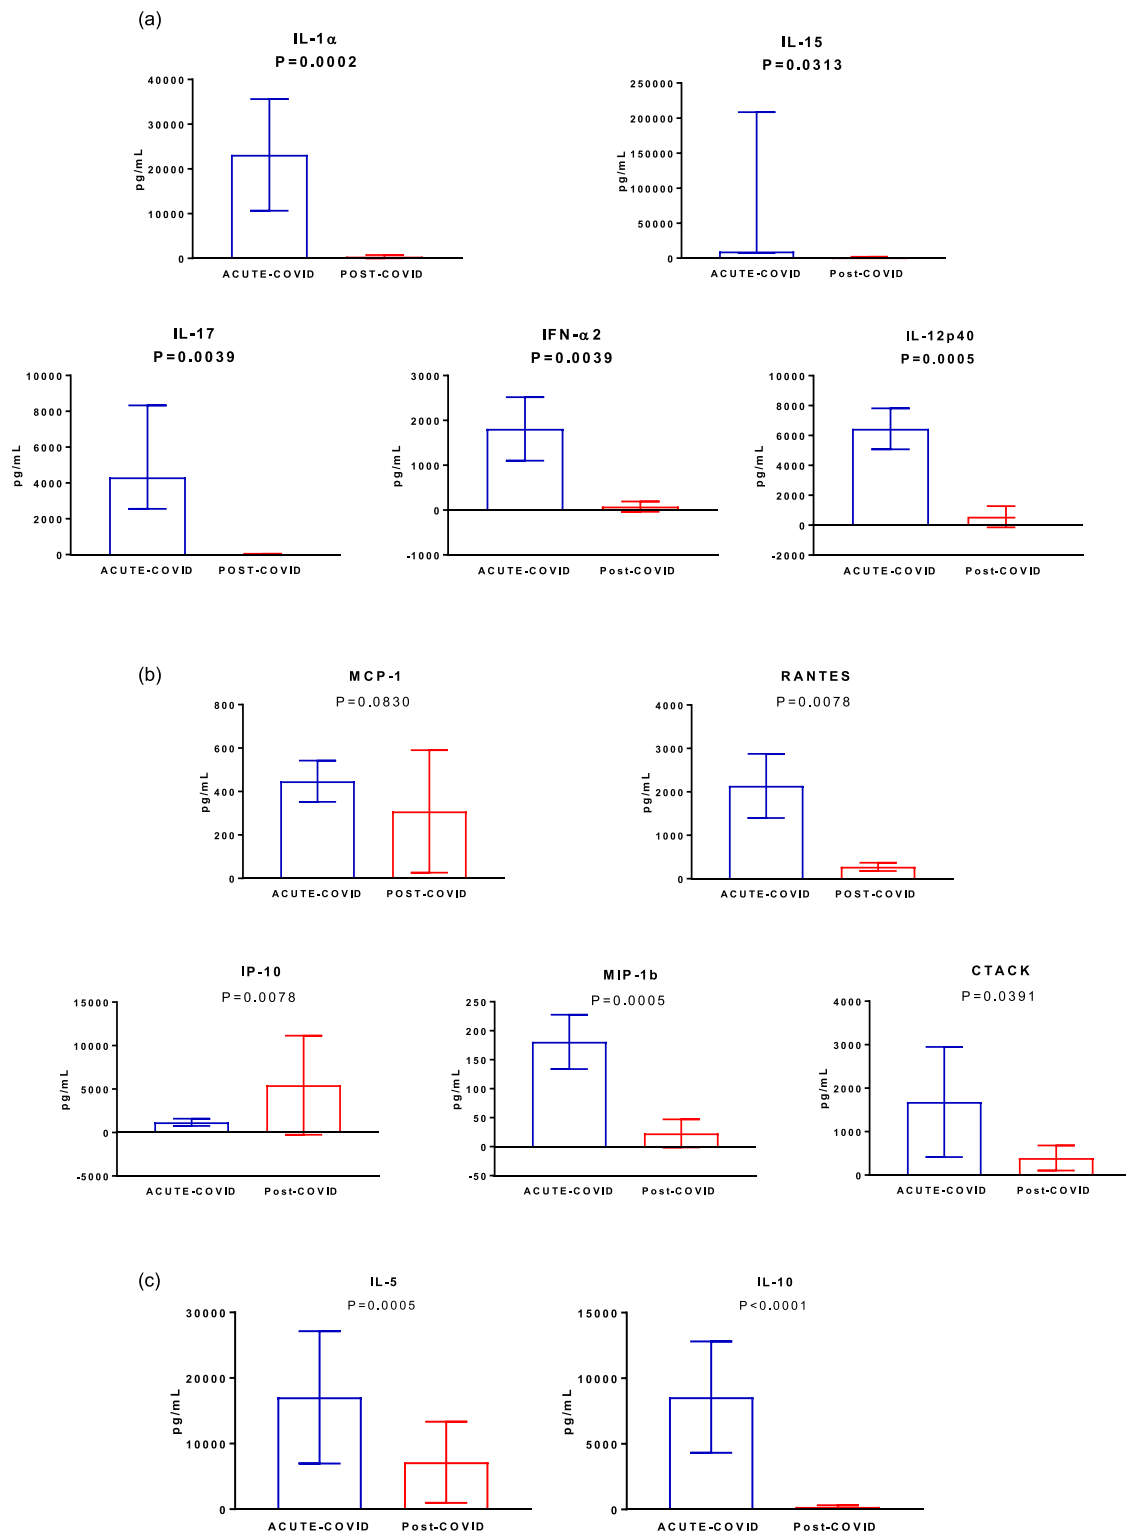 (a)
IL-1α
P=0.0002
40000
30000
20000
10000
0
pg/mL
ACUTE-COVID POST-COVID
IL-15
P=0.0313
250000
200000
150000
100000
50000
0
pg/mL
ACUTE-COVID Post-COVID
IL-17
P=0.0039
10000
8000
6000
4000
2000
0
pg/mL
ACUTE-COVID POST-COVID
IFN-α2
P=0.0039
3000
2000
1000
0
-1000
pg/mL
ACUTE-COVID Post-COVID
IL-12p40
P=0.0005
10000
8000
6000
4000
2000
0
-2000
pg/mL
ACUTE-COVID Post-COVID
(b)
MCP-1
P=0.0830
800
600
400
200
0
pg/mL
ACUTE-COVID POST-COVID
RANTES
P=0.0078
4000
3000
2000
1000
0
pg/mL
ACUTE-COVID POST-COVID
IP-10
P=0.0078
15000
10000
5000
0
-5000
pg/mL
ACUTE-COVID Post-COVID
MIP-1b
P=0.0005
250
200
150
100
50
0
-50
pg/mL
ACUTE-COVID Post-COVID
CTACK
P=0.0391
4000
3000
2000
1000
0
pg/mL
ACUTE-COVID Post-COVID
(c)
IL-5
P=0.0005
30000
20000
10000
0
pg/mL
ACUTE-COVID Post-COVID
IL-10
P<0.0001
15000
10000
5000
0
pg/mL
ACUTE-COVID Post-COVID